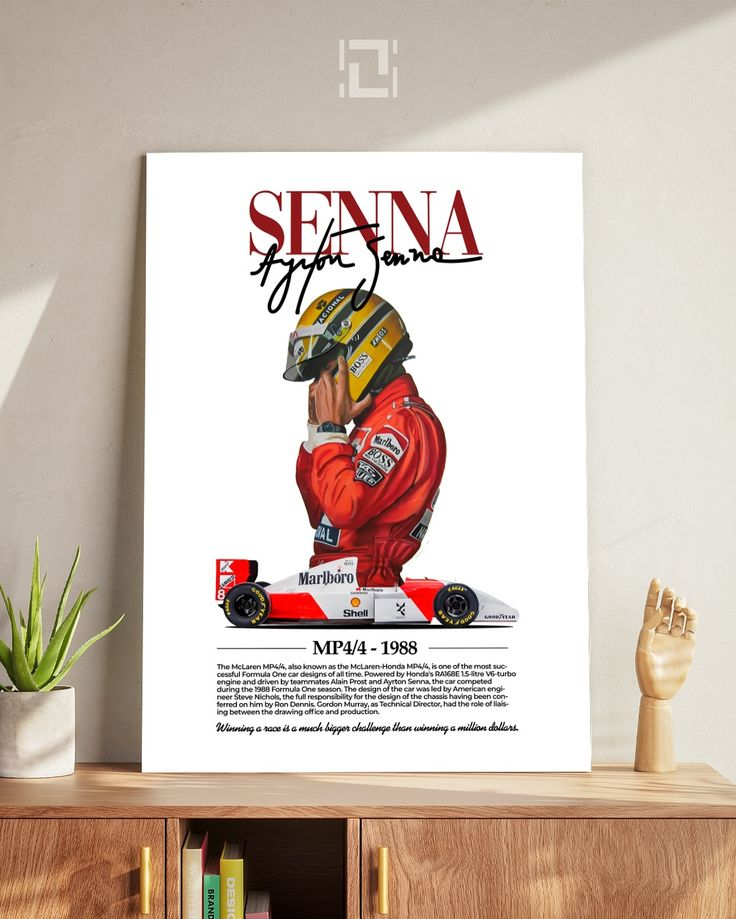 SENNA
Ayrton Senna
NACIONAL
BOSS
Marlboro
BOSS
Marlboro
Marlboro
8
Shell
EAGLE
GOODYEAR
GOODYEAR
MP4/4 - 1988
The McLaren MP4/4, also known as the McLaren-Honda MP4/4, is one of the most suc-
cessful Formula One car designs of all time. Powered by Honda's RA168E 1.5-litre V6-turbo
engine and driven by teammates Alain Prost and Ayrton Senna, the car competed
during the 1988 Formula One season. The design of the car was led by American engi-
neer Steve Nichols, the full responsibility for the design of the chassis having been con-
ferred on him by Ron Dennis. Gordon Murray, as Technical Director, had the role of liais-
ing between the drawing office and production.
Winning a race is a much bigger challenge than winning a million dollars.
BRAND
DESIGN